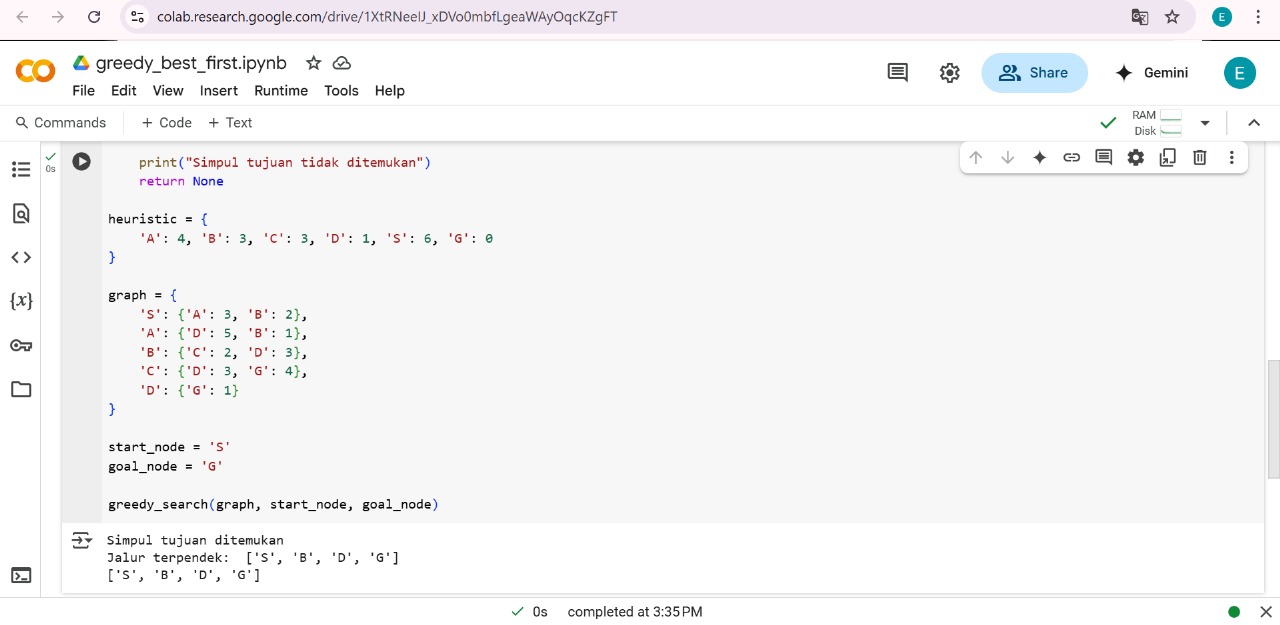 colab.research.google.com/drive/1XtRNeelJ_xDVo0mbfLgeaWAyOqcKZgFT
E
CO
greedy_best_first.ipynb
File Edit View Insert Runtime Tools Help
Share
Gemini
E
Commands
+ Code + Text
RAM
Disk
0s
print("Simpul tujuan tidak ditemukan")
return None
heuristic = {
'A': 4, 'B': 3, 'C': 3, 'D': 1, 'S': 6, 'G': 0
}
graph = {
'S': {'A': 3, 'B': 2},
'A': {'D': 5, 'B': 1},
'B': {'C': 2, 'D': 3},
'C': {'D': 3, 'G': 4},
'D': {'G': 1}
}
start_node = 'S'
goal_node = 'G'
greedy_search(graph, start_node, goal_node)
Simpul tujuan ditemukan
Jalur terpendek:  ['S', 'B', 'D', 'G']
['S', 'B', 'D', 'G']
0s completed at 3:35 PM